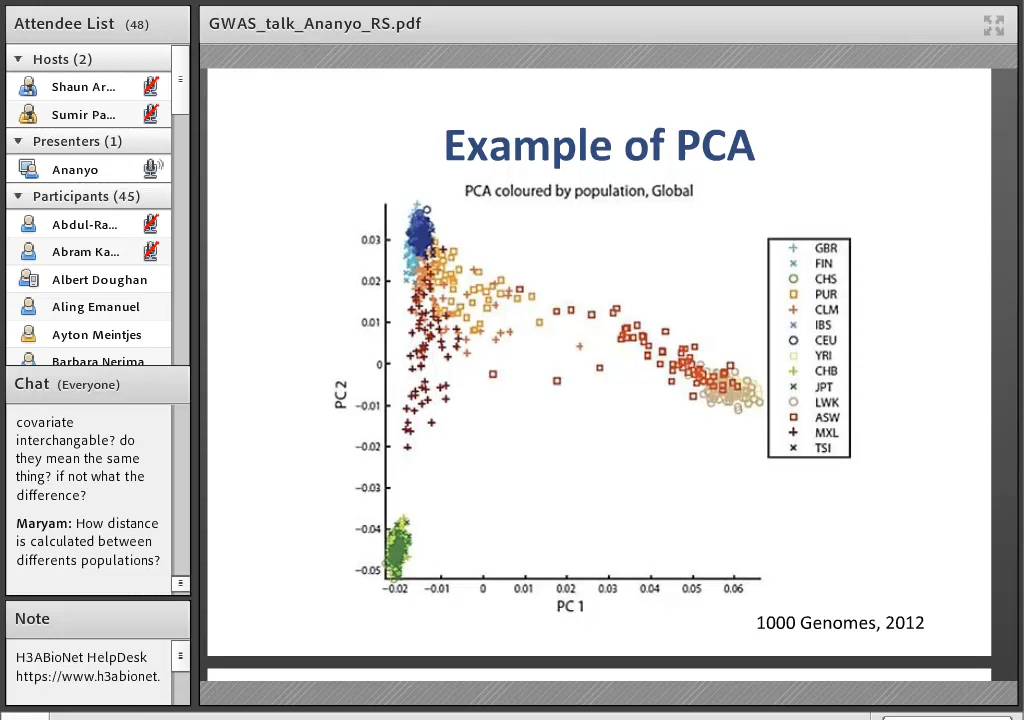 Attendee List (48)
Hosts (2)
Shaun Ar...
Sumir Pa...
Presenters (1)
Ananyo
Participants (45)
Abdul-Ra...
Abram Ka...
Albert Doughan
Aling Emanuel
Ayton Meintjes
Barbara Nerima
Chat (Everyone)
covariate
interchangable? do
they mean the same
thing? if not what the
difference?
Maryam: How distance
is calculated between
differents populations?
Note
H3ABioNet HelpDesk
https://www.h3abionet.
GWAS_talk_Ananyo_RS.pdf
Example of PCA
PCA coloured by population, Global
PC 2
0.03
0.02
0.01
0
−0.01
−0.02
−0.03
−0.04
−0.05
−0.02 −0.01 0 0.01 0.02 0.03 0.04 0.05 0.06
PC 1
GBR
FIN
CHS
PUR
CLM
IBS
CEU
YRI
CHB
JPT
LWK
ASW
MXL
TSI
1000 Genomes, 2012